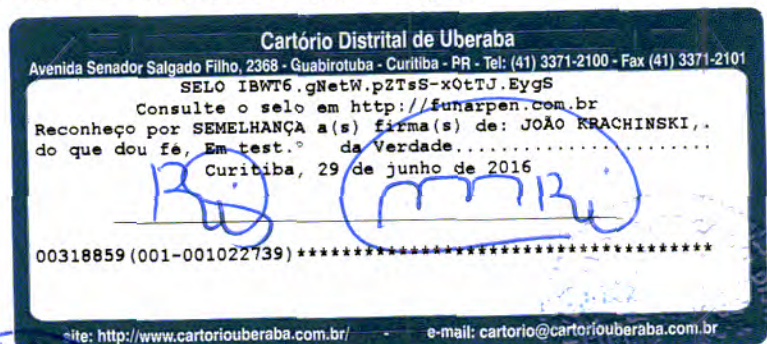 Cartório Distrital de Uberaba
Avenida Senador Salgado Filho, 2368 - Guabirotuba - Curitiba - PR - Tel: (41) 3371-2100 - Fax (41) 3371-2101
SELO IBWT6.gNetW.pZTsS-xOtTJ.EygS
Consulte o selo em http://funarpen.com.br
Reconheço por SEMELHANÇA a(s) firma(s) de: JOÃO KRACHINSKI,.
do que dou fé, Em test.º da Verdade.......................
Curitiba, 29 de junho de 2016
00318859(001-001022739)*************************************
site: http://www.cartoriouberaba.com.br/ - e-mail: cartorio@cartoriouberaba.com.br